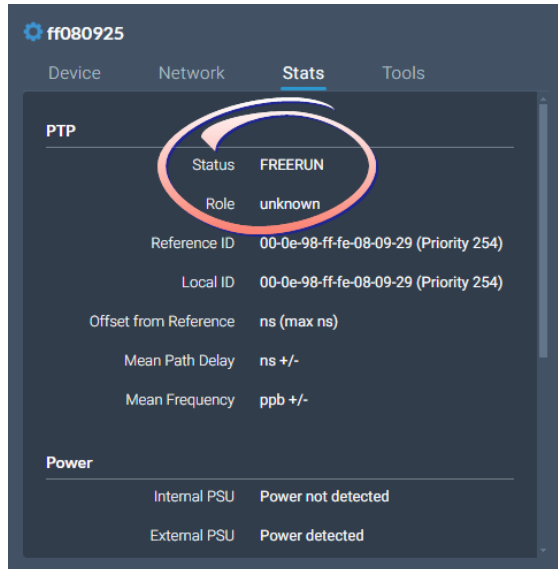 ff080925
Device Network Stats Tools
PTP
Status FREERUN
Role unknown
Reference ID 00-0e-98-ff-fe-08-09-29 (Priority 254)
Local ID 00-0e-98-ff-fe-08-09-29 (Priority 254)
Offset from Reference ns (max ns)
Mean Path Delay ns +/-
Mean Frequency ppb +/-
Power
Internal PSU Power not detected
External PSU Power detected